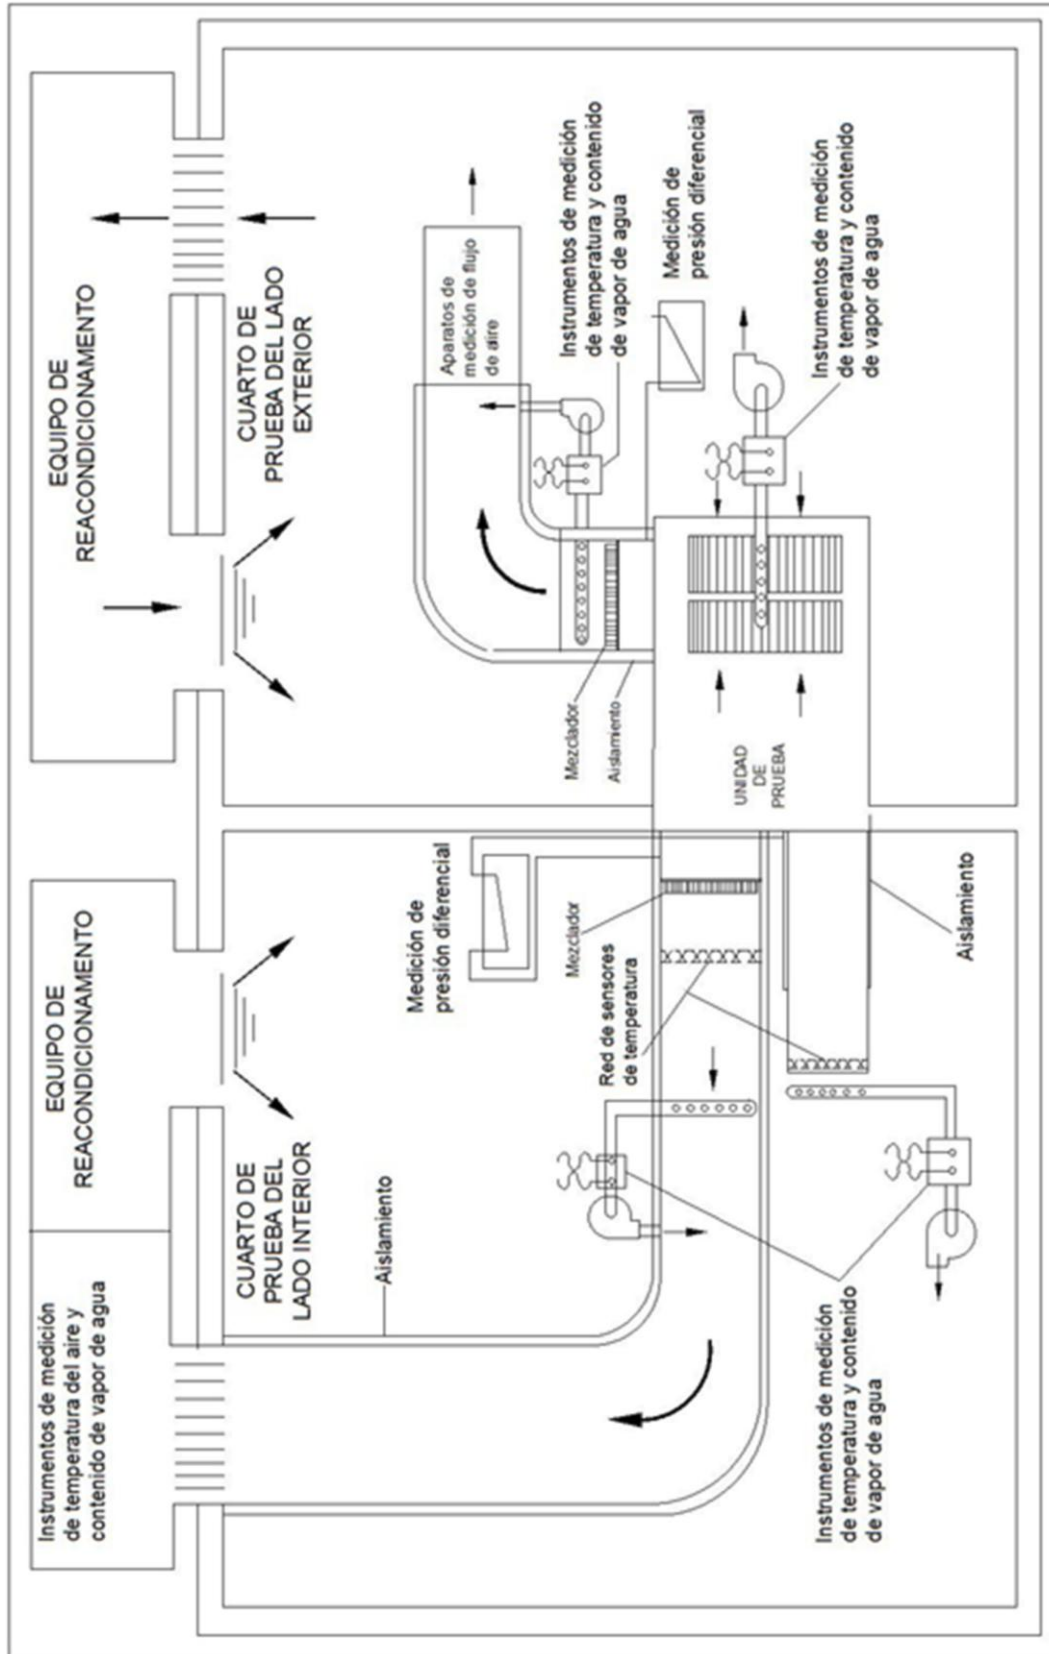 EQUIPO DE
REACONDICIONAMENTO
CUARTO DE
PRUEBA DEL LADO
EXTERIOR
Aparatos de
medición de flujo
de aire
Instrumentos de medición
de temperatura y contenido
de vapor de agua
Medición de
presión diferencial
Instrumentos de medición
de temperatura y contenido
de vapor de agua
Mezclador
Aislamiento
UNIDAD
DE
PRUEBA
Instrumentos de medición
de temperatura del aire y
contenido de vapor de agua
EQUIPO DE
REACONDICIONAMENTO
CUARTO DE
PRUEBA DEL
LADO INTERIOR
Aislamiento
Medición de
presión diferencial
Mezclador
Red de sensores
de temperatura
Aislamiento
Instrumentos de medición
de temperatura y contenido
de vapor de agua